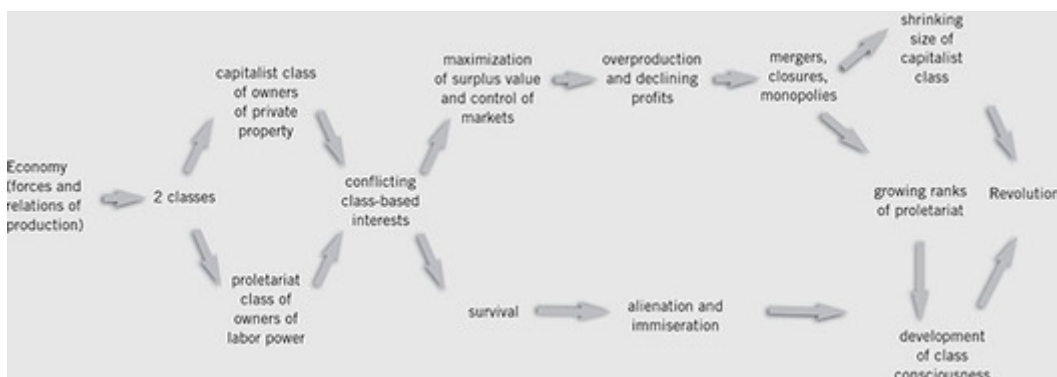 Economy
(forces and
relations of
production)
2 classes
capitalist class
of owners
of private
property
proletariat
class of
owners of
labor power
conflicting
class-based
interests
maximization
of surplus value
and control of
markets
overproduction
and declining
profits
mergers,
closures,
monopolies
shrinking
size of
capitalist
class
growing ranks
of proletariat
survival
alienation and
immiseration
development
of class
consciousness
Revolution